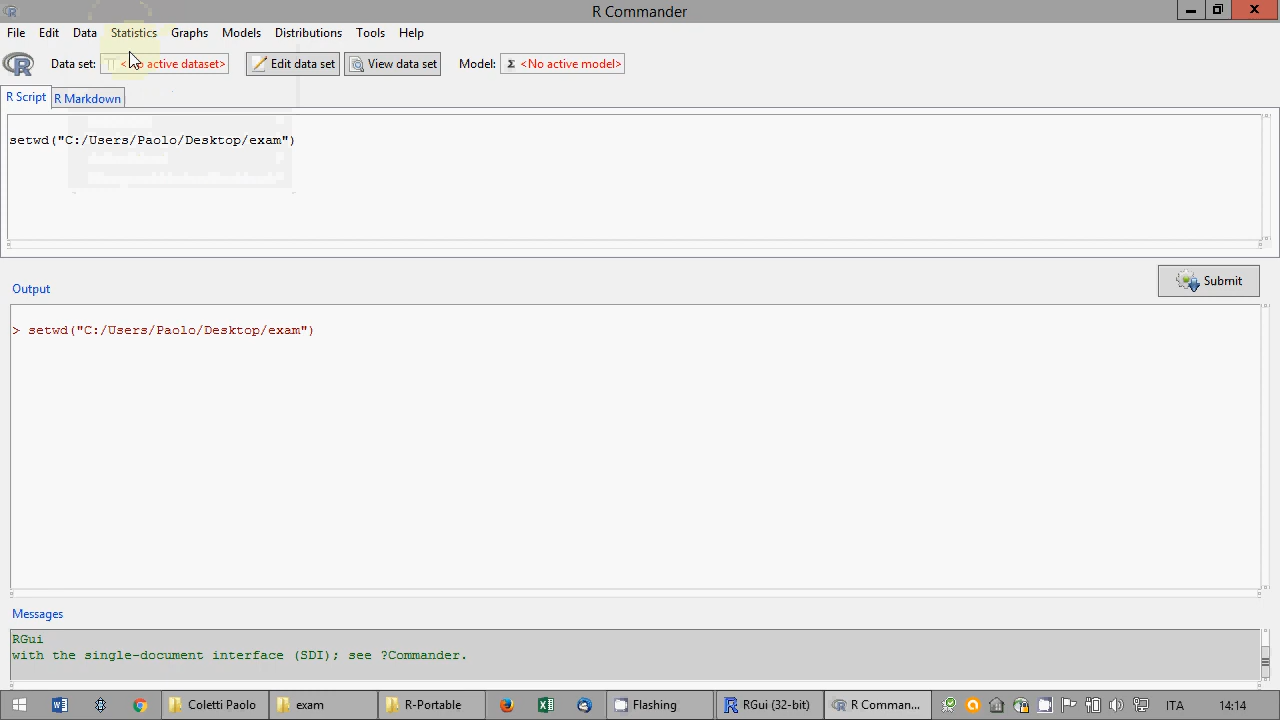 R Commander
File Edit Data Statistics Graphs Models Distributions Tools Help
Data set: active dataset> Edit data set View data set Model: Σ <No active model>
R Script R Markdown
setwd("C:/Users/Paolo/Desktop/exam")
Submit
Output
> setwd("C:/Users/Paolo/Desktop/exam")
Messages
RGui
with the single-document interface (SDI); see ?Commander.
Coletti Paolo exam R-Portable Flashing RGui (32-bit) R Comman... ITA 14:14